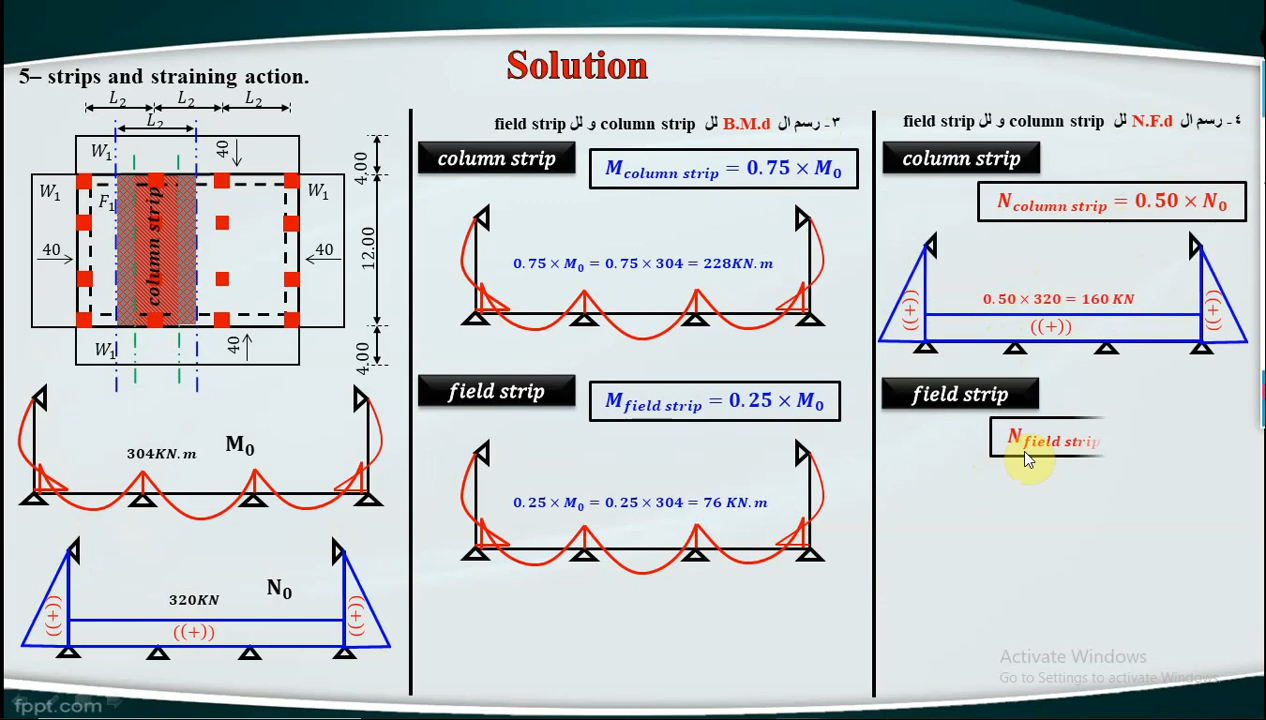 Solution
5– strips and straining action.
L₂ L₂ L₂
L₂
W₁ 40
4.00
W₁ W₁
F₁
column strip
40 40
12.00
W₁ 40
4.00
M₀
304KN.m
N₀
320KN
((+)) ((+)) ((+))
٣- رسم ال B.M.d لل column strip و لل field strip
column strip
M column strip = 0.75 × M₀
0.75 × M₀ = 0.75 × 304 = 228KN.m
field strip
M field strip = 0.25 × M₀
0.25 × M₀ = 0.25 × 304 = 76 KN.m
٤- رسم ال N.F.d لل column strip و لل field strip
column strip
N column strip = 0.50 × N₀
0.50 × 320 = 160 KN
((+)) ((+)) ((+))
field strip
N field strip
Activate Windows
Go to Settings to activate Windows.
fppt.com